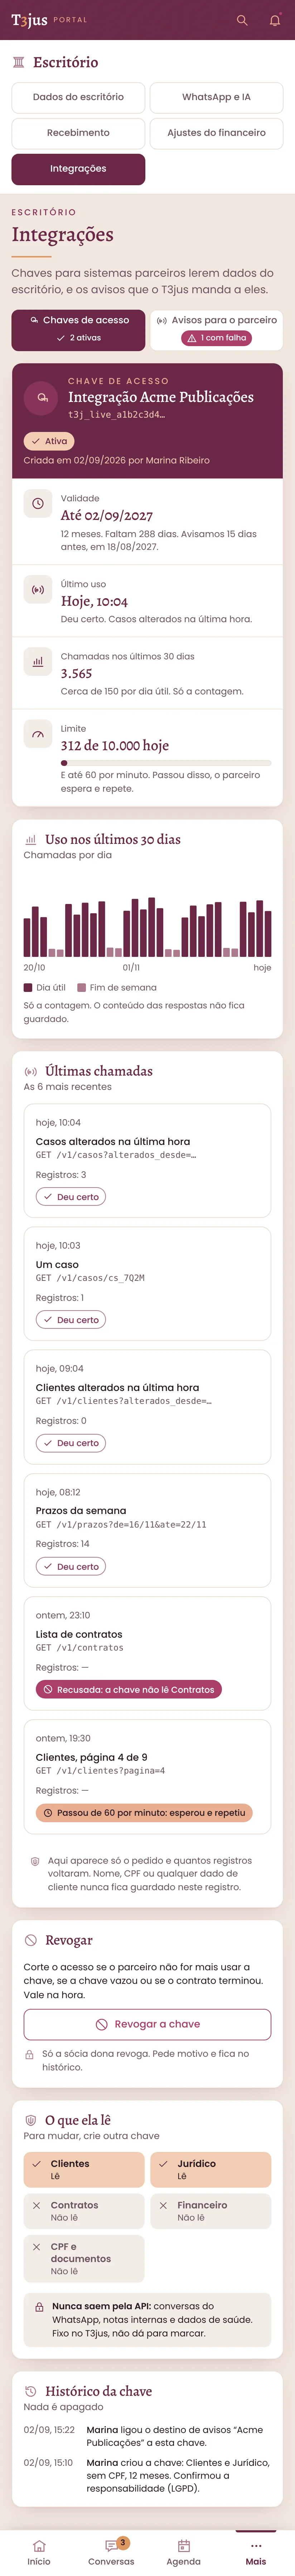 T3jus PORTAL
Escritório
Dados do escritório
WhatsApp e IA
Recebimento
Ajustes do financeiro
Integrações
ESCRITÓRIO
Integrações
Chaves para sistemas parceiros lerem dados do
escritório, e os avisos que o T3jus manda a eles.
Chaves de acesso
2 ativas
Avisos para o parceiro
1 com falha
CHAVE DE ACESSO
Integração Acme Publicações
t3j_live_a1b2c3d4…
Ativa
Criada em 02/09/2026 por Marina Ribeiro
Validade
Até 02/09/2027
12 meses. Faltam 288 dias. Avisamos 15 dias
antes, em 18/08/2027.
Último uso
Hoje, 10:04
Deu certo. Casos alterados na última hora.
Chamadas nos últimos 30 dias
3.565
Cerca de 150 por dia útil. Só a contagem.
Limite
312 de 10.000 hoje
E até 60 por minuto. Passou disso, o parceiro
espera e repete.
Uso nos últimos 30 dias
Chamadas por dia
20/10
01/11
hoje
Dia útil
Fim de semana
Só a contagem. O conteúdo das respostas não fica
guardado.
Últimas chamadas
As 6 mais recentes
hoje, 10:04
Casos alterados na última hora
GET /v1/casos?alterados_desde=…
Registros: 3
Deu certo
hoje, 10:03
Um caso
GET /v1/casos/cs_7Q2M
Registros: 1
Deu certo
hoje, 09:04
Clientes alterados na última hora
GET /v1/clientes?alterados_desde=…
Registros: 0
Deu certo
hoje, 08:12
Prazos da semana
GET /v1/prazos?de=16/11&ate=22/11
Registros: 14
Deu certo
ontem, 23:10
Lista de contratos
GET /v1/contratos
Registros: —
Recusada: a chave não lê Contratos
ontem, 19:30
Clientes, página 4 de 9
GET /v1/clientes?pagina=4
Registros: —
Passou de 60 por minuto: esperou e repetiu
Aqui aparece só o pedido e quantos registros
voltaram. Nome, CPF ou qualquer dado de
cliente nunca fica guardado neste registro.
Revogar
Corte o acesso se o parceiro não for mais usar a
chave, se a chave vazou ou se o contrato terminou.
Vale na hora.
Revogar a chave
Só a sócia dona revoga. Pede motivo e fica no
histórico.
O que ela lê
Para mudar, crie outra chave
Clientes
Lê
Jurídico
Lê
Contratos
Não lê
Financeiro
Não lê
CPF e
documentos
Não lê
Nunca saem pela API: conversas do
WhatsApp, notas internas e dados de saúde.
Fixo no T3jus, não dá para marcar.
Histórico da chave
Nada é apagado
02/09, 15:22 Marina ligou o destino de avisos “Acme
Publicações” a esta chave.
02/09, 15:10 Marina criou a chave: Clientes e Jurídico,
sem CPF, 12 meses. Confirmou a
responsabilidade (LGPD).
3
Início
Conversas
Agenda
Mais